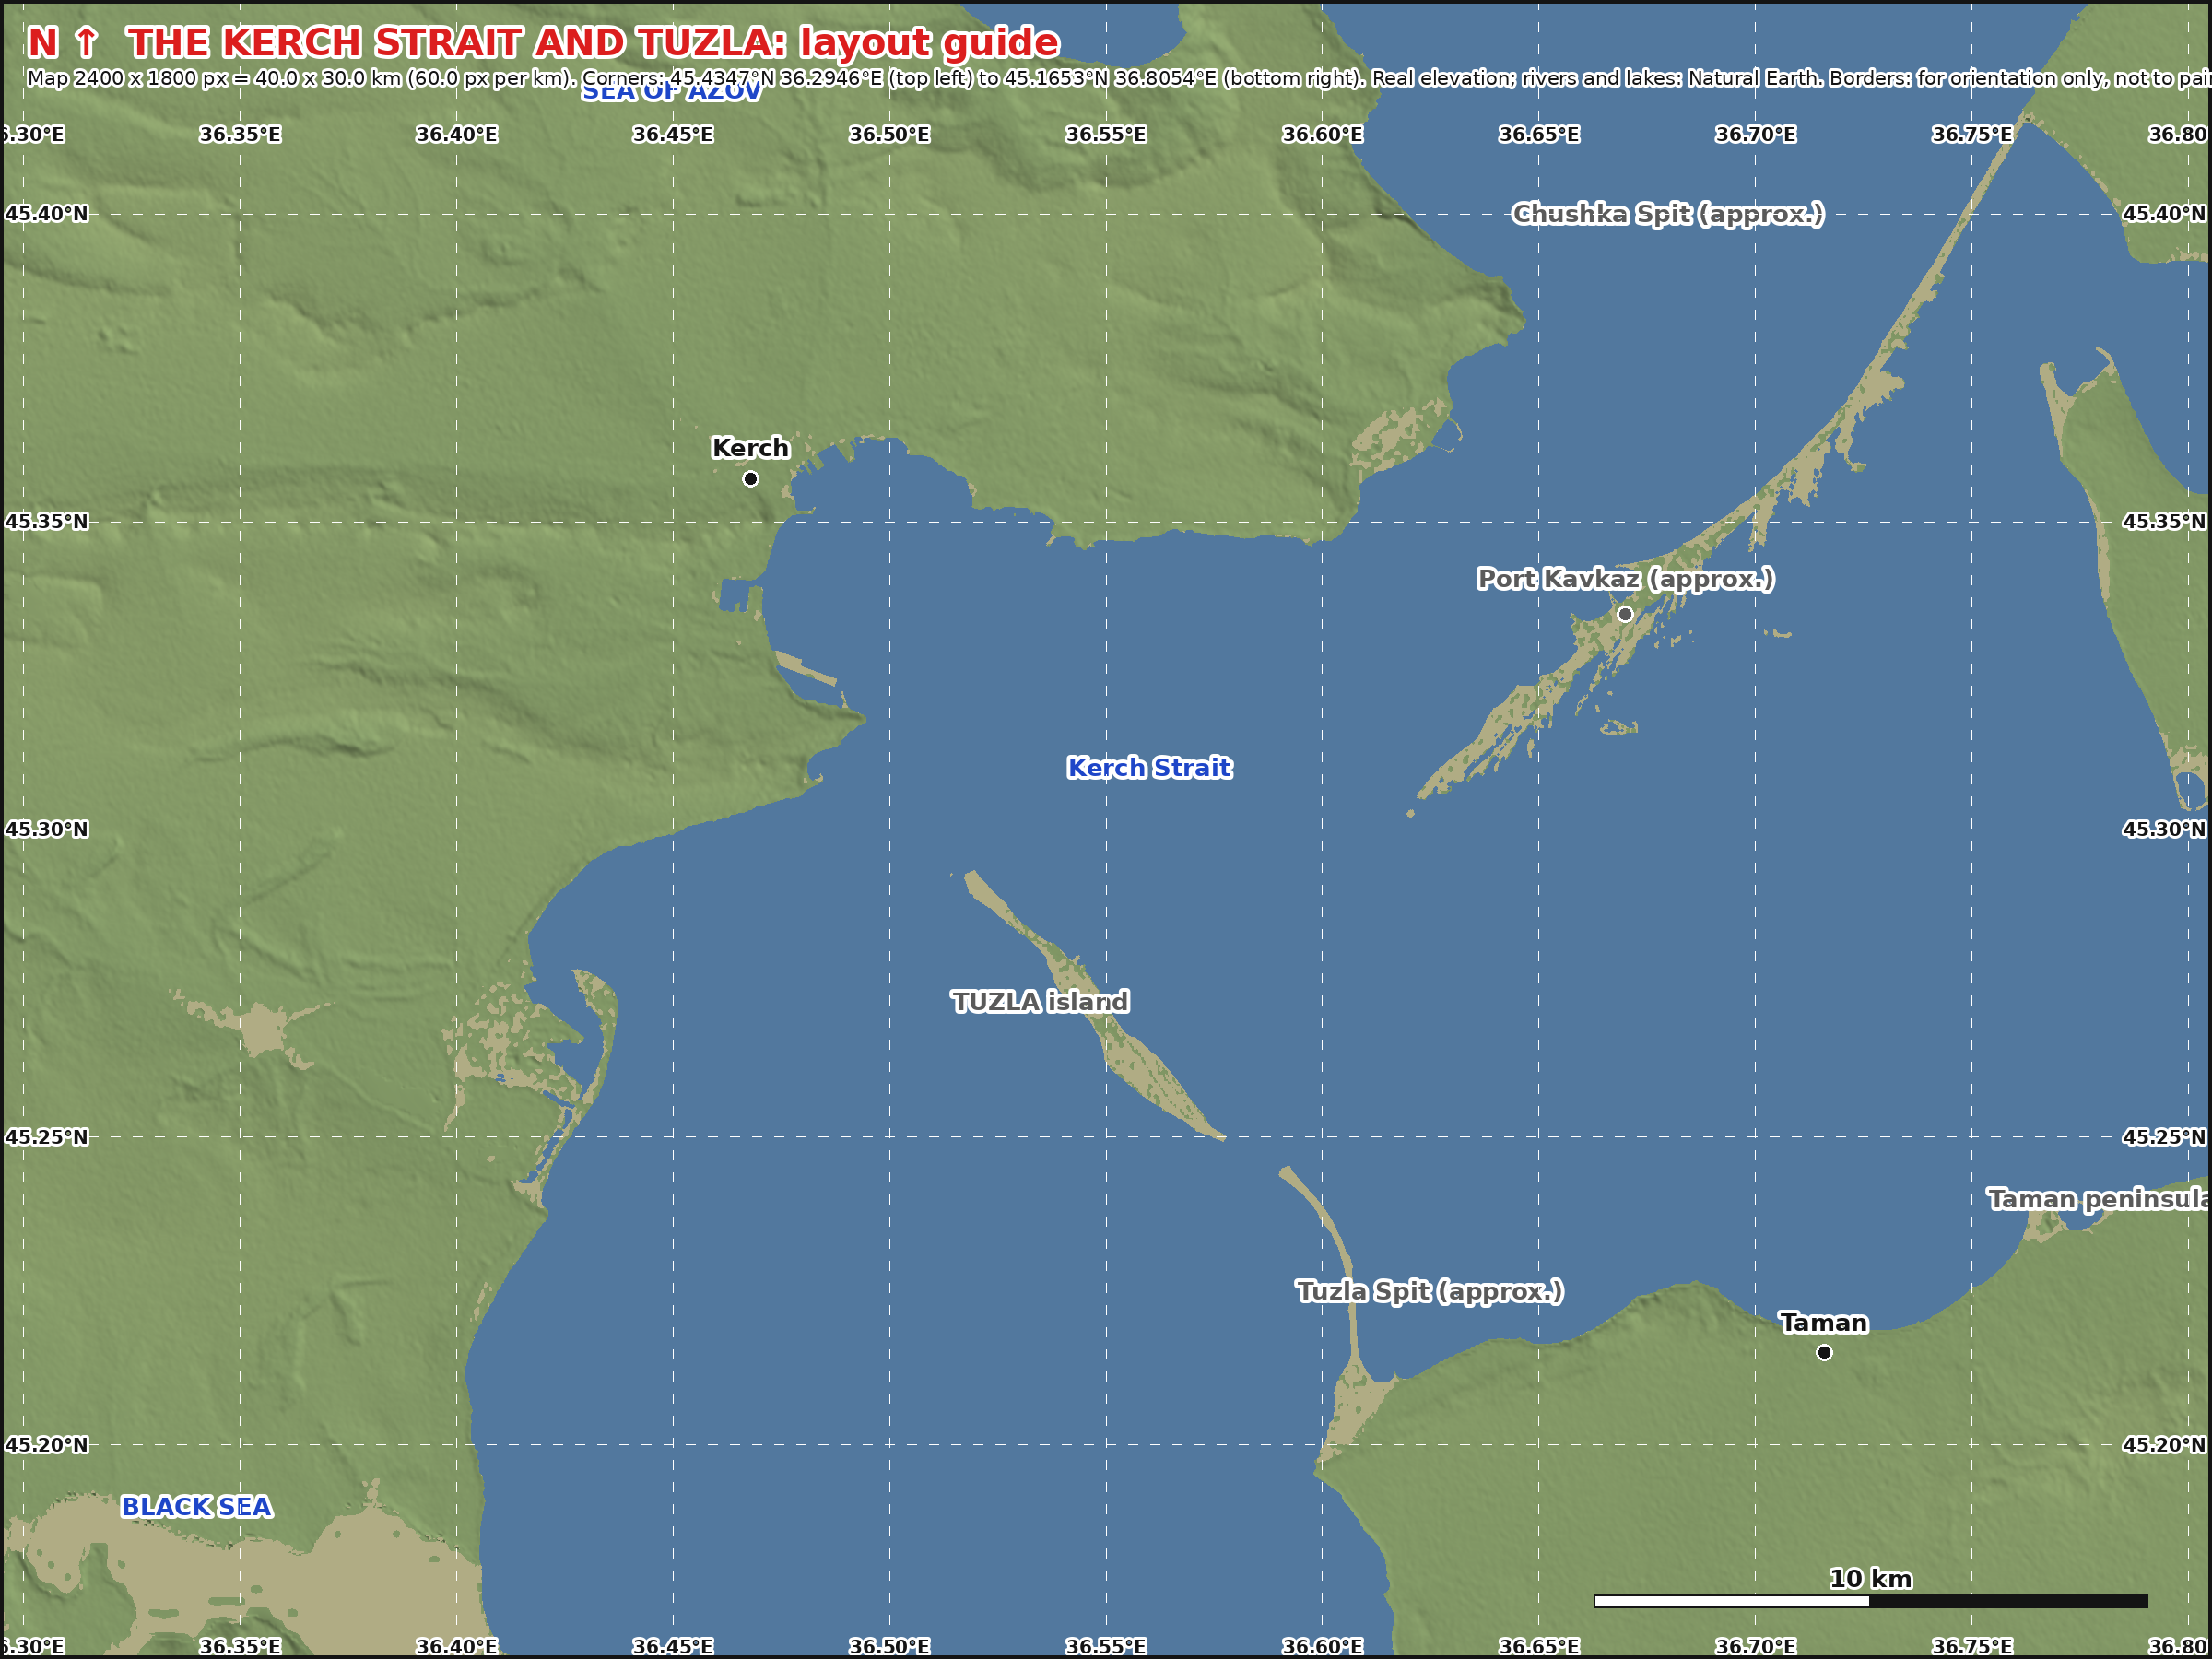 N ↑ THE KERCH STRAIT AND TUZLA: layout guide
Map 2400 x 1800 px = 40.0 x 30.0 km (60.0 px per km). Corners: 45.4347°N 36.2946°E (top left) to 45.1653°N 36.8054°E (bottom right). Real elevation; rivers and lakes: Natural Earth. Borders: for orientation only, not to
SEA OF AZOV
36.35°E 36.40°E 36.45°E 36.50°E 36.55°E 36.60°E 36.65°E 36.70°E 36.75°E 36.80
45.40°N Chushka Spit (approx.) 45.40°N
Kerch
45.35°N 45.35°N
Port Kavkaz (approx.)
Kerch Strait
45.30°N 45.30°N
TUZLA island
45.25°N 45.25°N
Taman peninsula
Tuzla Spit (approx.)
Taman
45.20°N 45.20°N
BLACK SEA
10 km
36.35°E 36.40°E 36.45°E 36.50°E 36.55°E 36.60°E 36.65°E 36.70°E 36.75°E 36.80